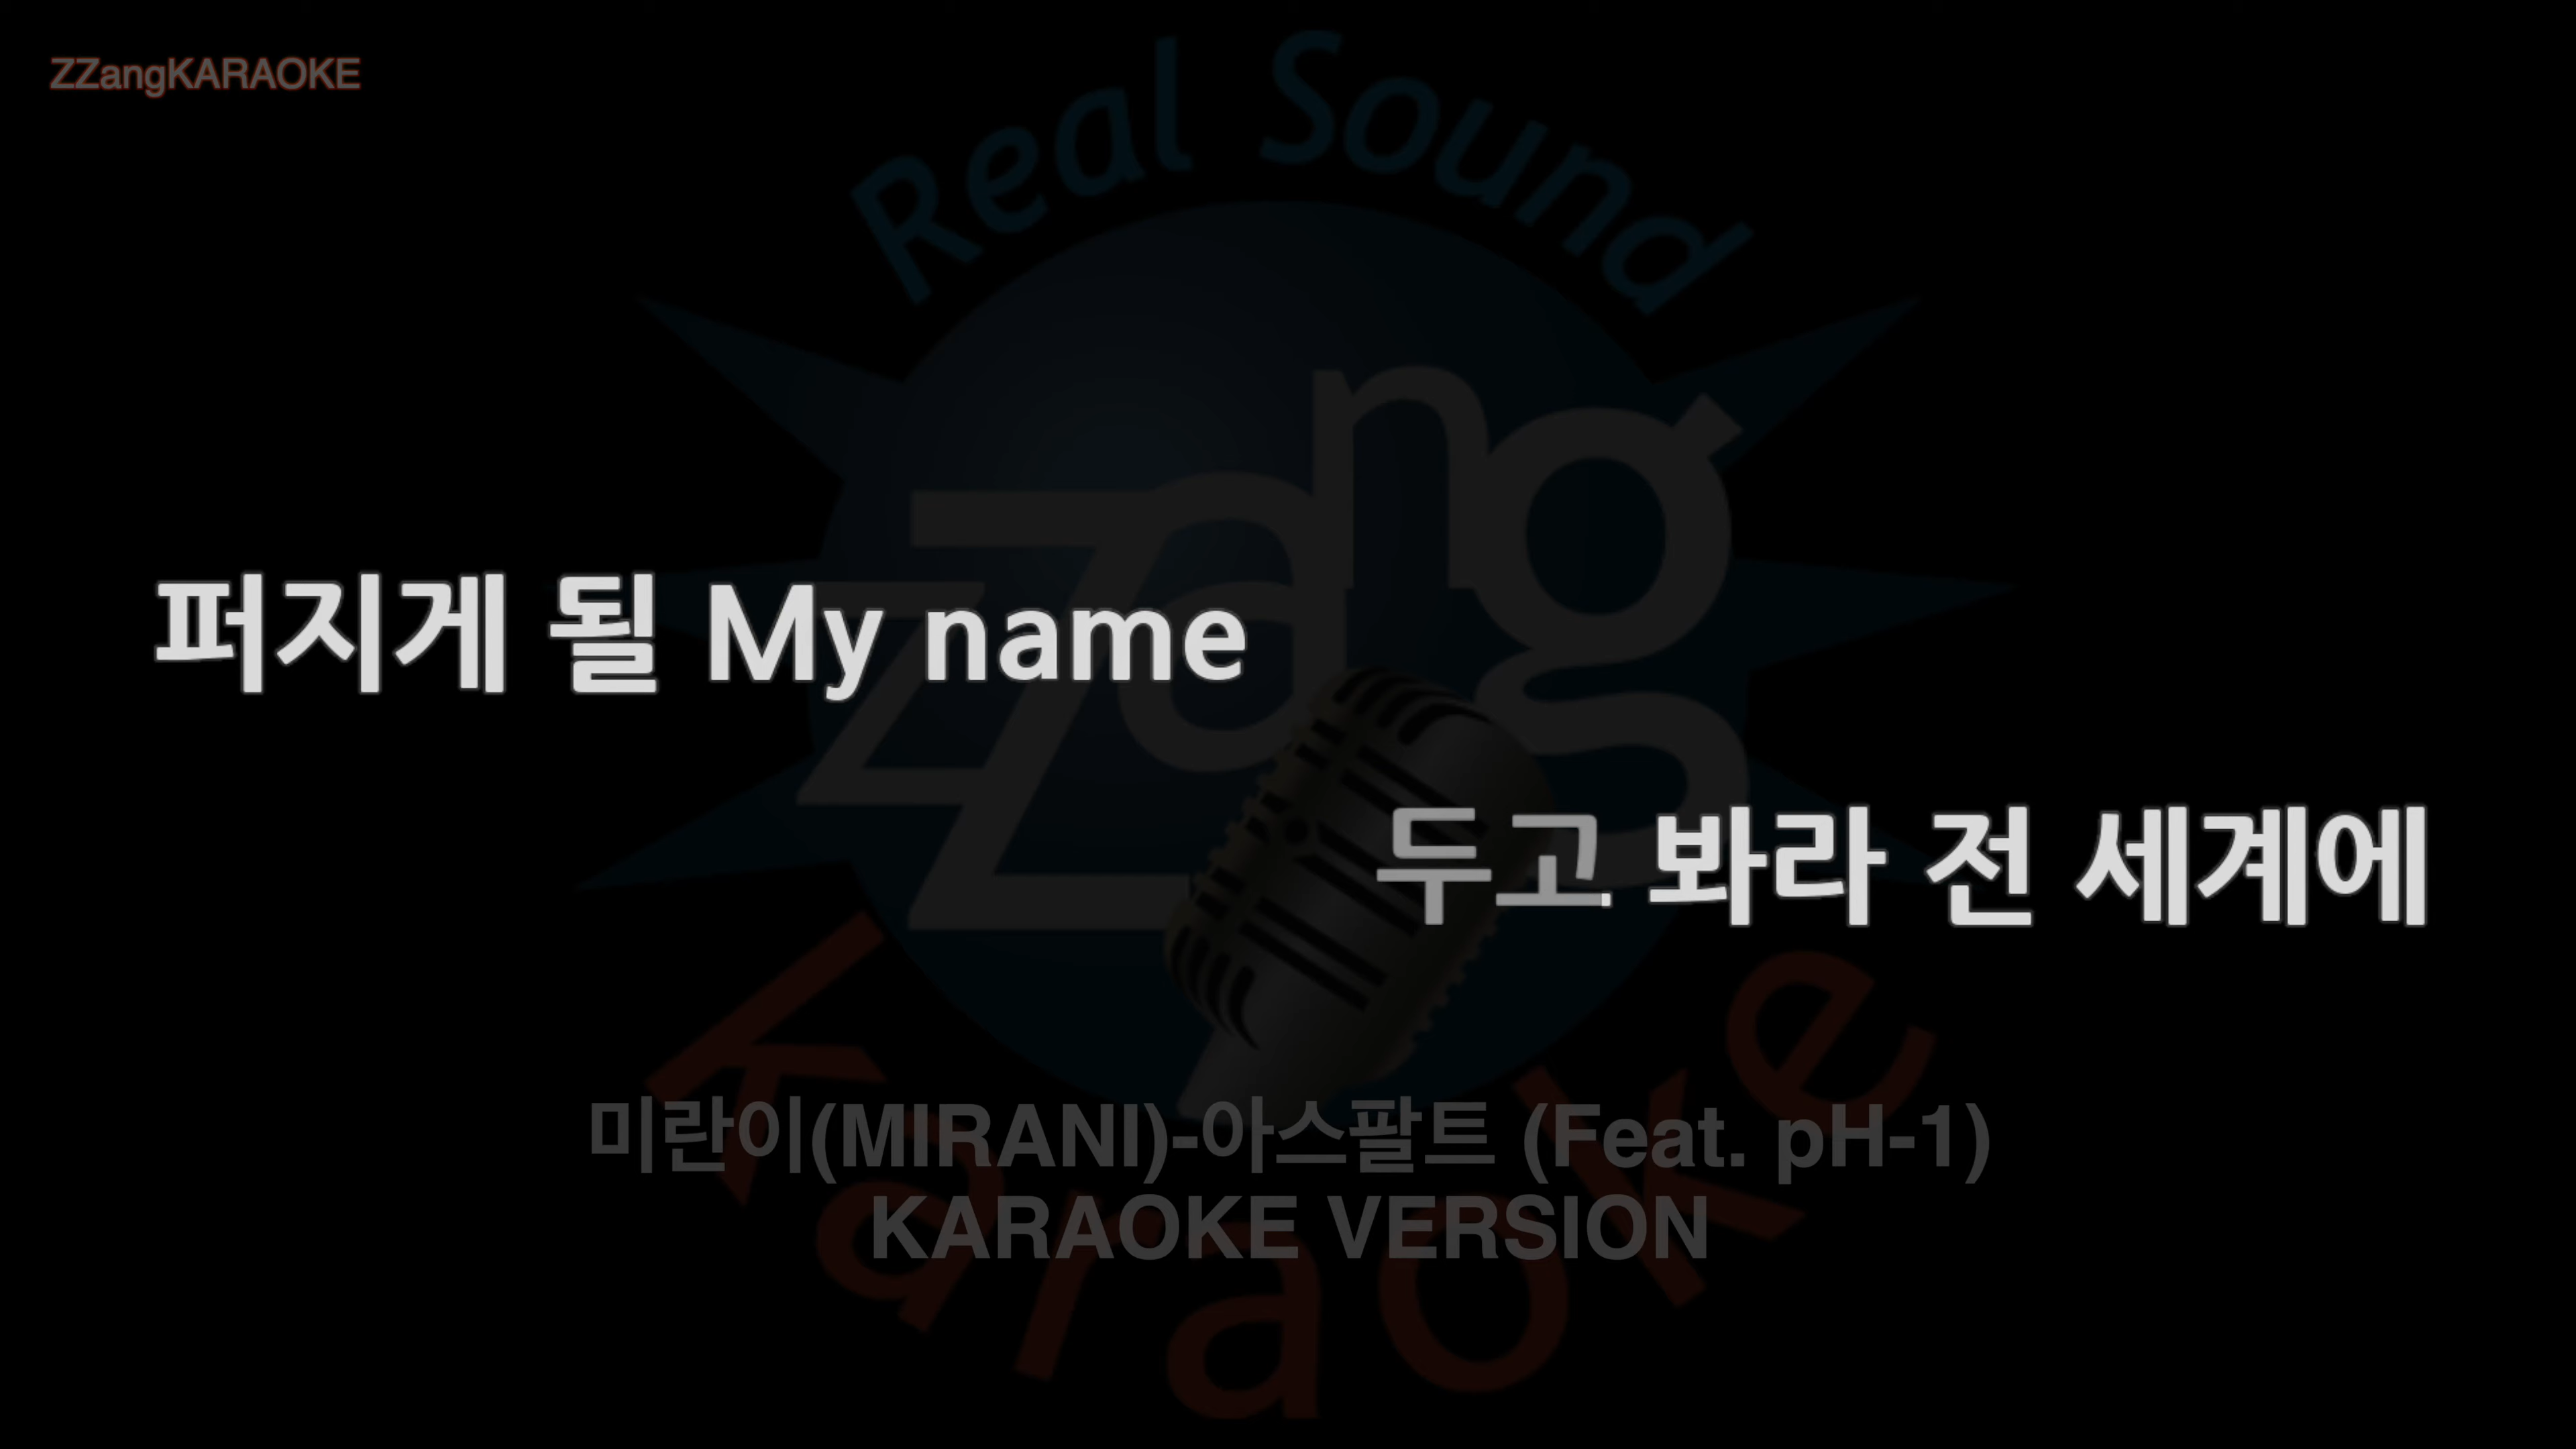 ZZangKARAOKE
Real Sound
ZZang
퍼지게 될 My name
두고 봐라 전 세계에
Karaoke
미란이(MIRANI)-아스팔트 (Feat. pH-1)
KARAOKE VERSION